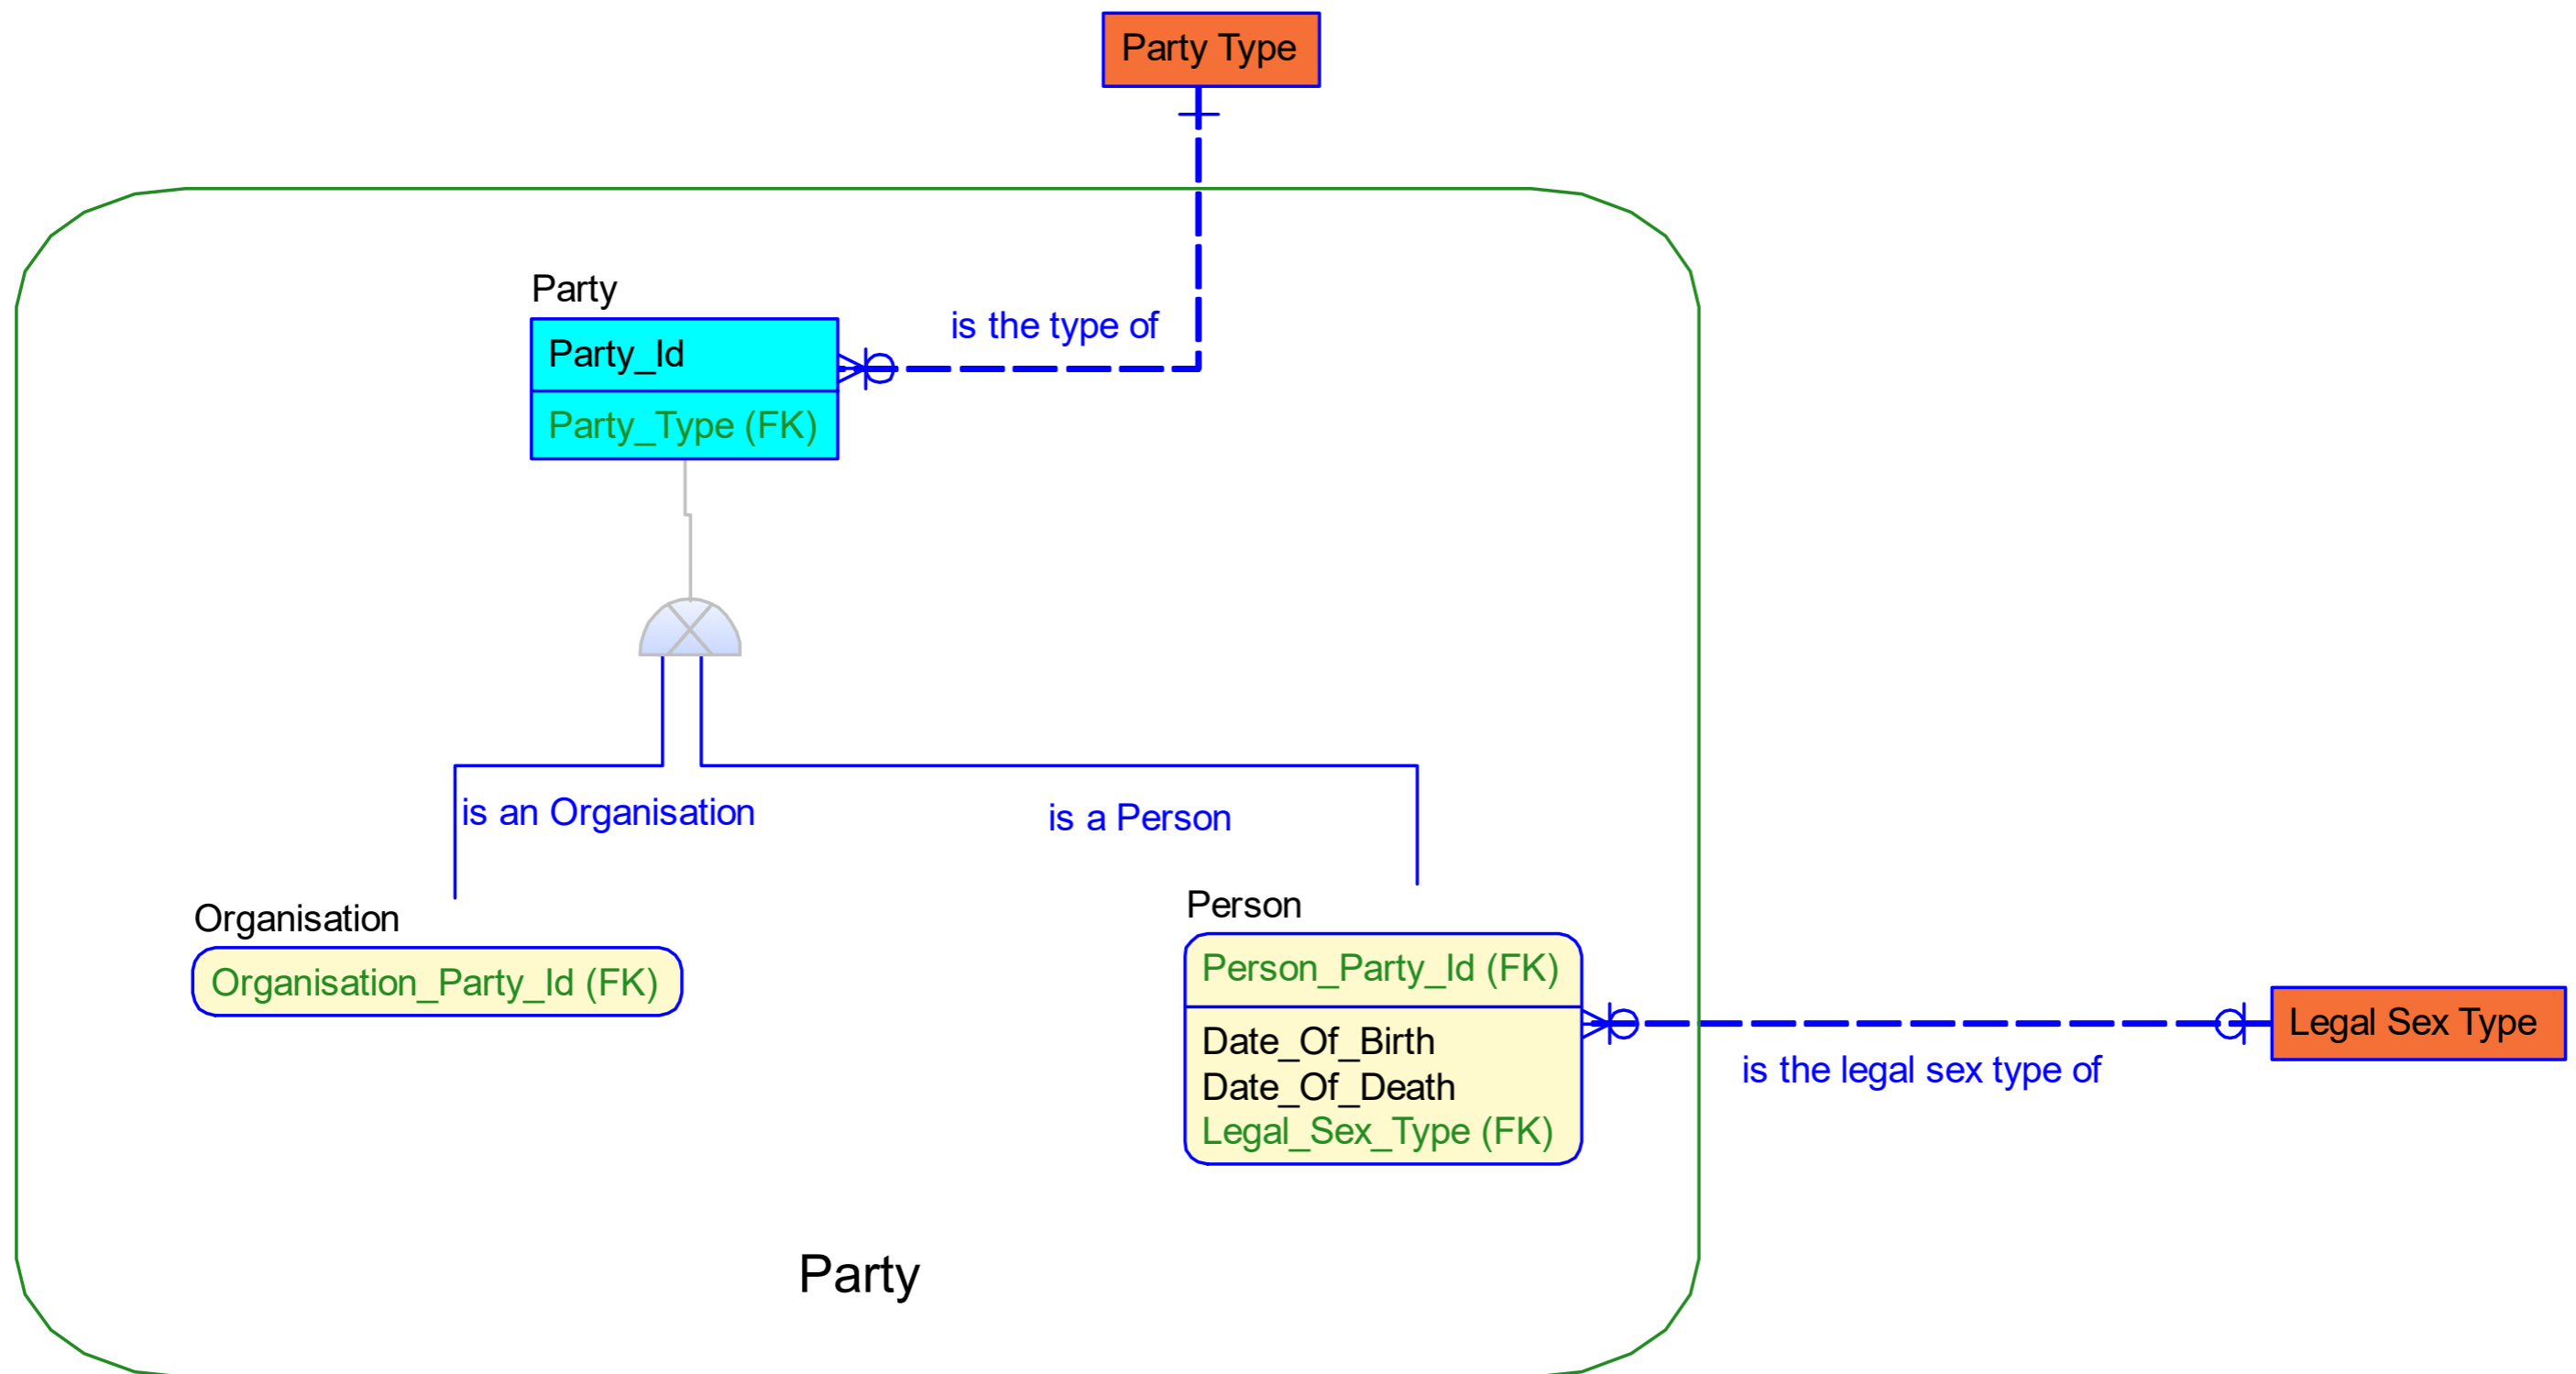 Party Type
Party
is the type of
Party_Id
Party_Type (FK)
is an Organisation
is a Person
Organisation
Organisation_Party_Id (FK)
Person
Person_Party_Id (FK)
Date_Of_Birth
Date_Of_Death
Legal_Sex_Type (FK)
Legal Sex Type
is the legal sex type of
Party